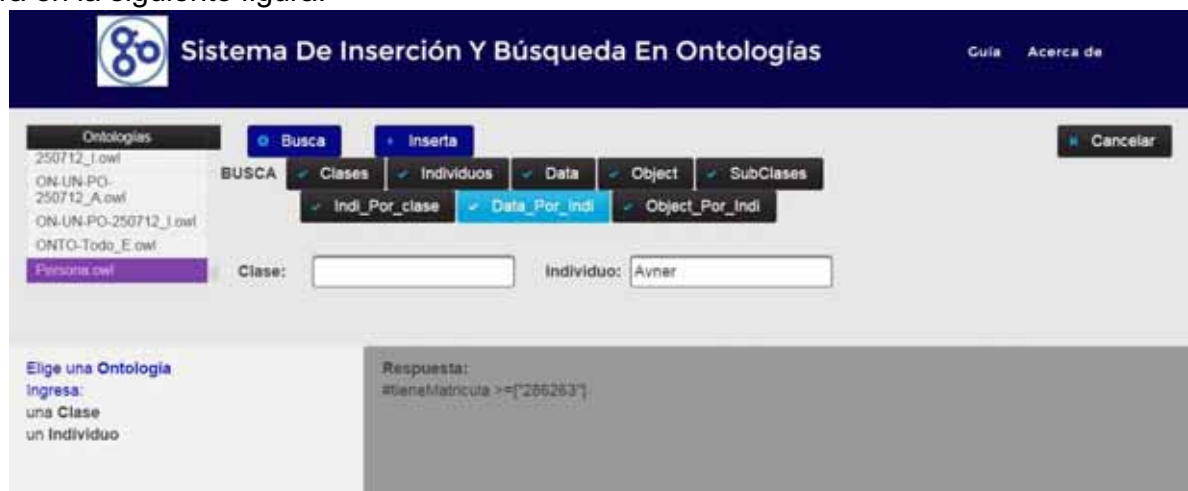 en la siguiente figura.
Sistema De Inserción Y Búsqueda En Ontologías
Guía Acerca de
Ontologías
250712_I.owl
ON-UN-PO-
250712_A.owl
ON-UN-PO-250712_I.owl
ONTO-Todo_E.owl
Persona.owl
Busca Inserta Cancelar
BUSCA Clases Individuos Data Object SubClases
Indi_Por_clase Data_Por_Indi Object_Por_Indi
Clase: Individuo: Avner
Elige una Ontología
Ingresa:
una Clase
un Individuo
Respuesta:
#tieneMatricula >=["286263"]